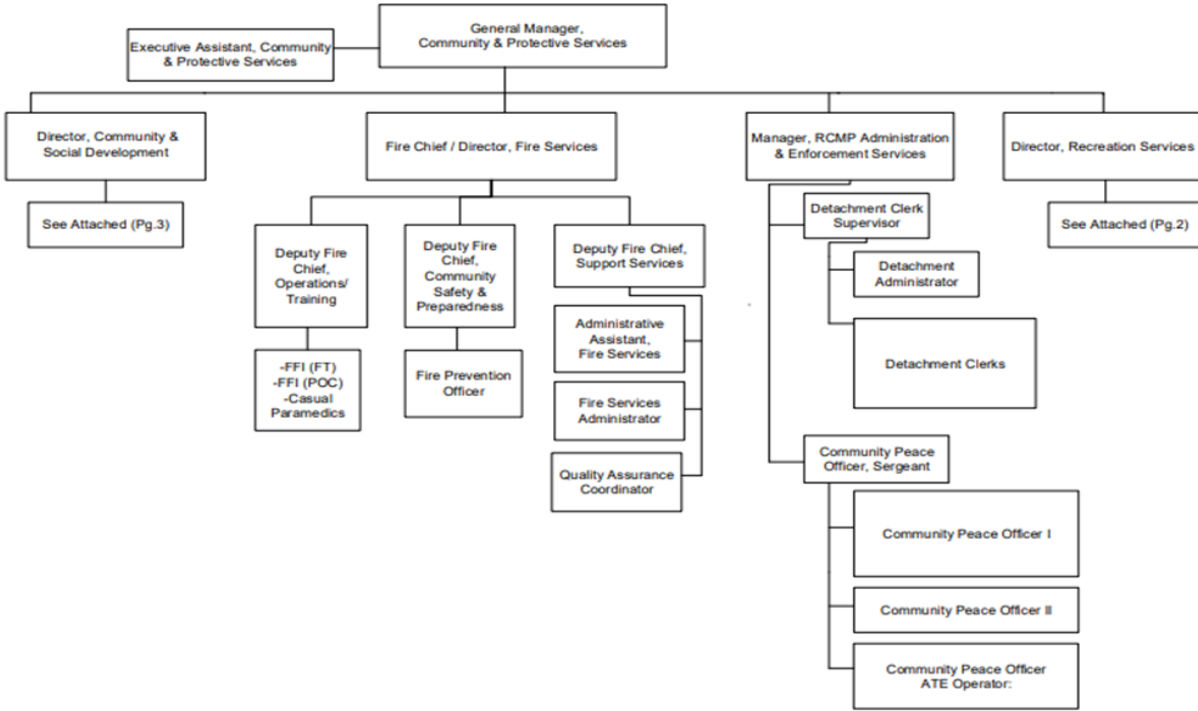 General Manager,
Community & Protective Services
Executive Assistant, Community
& Protective Services
Director, Community &
Social Development
Fire Chief / Director, Fire Services
Manager, RCMP Administration
& Enforcement Services
Director, Recreation Services
See Attached (Pg.3)
Deputy Fire
Chief,
Operations/
Training
Deputy Fire
Chief,
Community
Safety &
Preparedness
Deputy Fire Chief,
Support Services
Detachment Clerk
Supervisor
See Attached (Pg.2)
Detachment
Administrator
Administrative
Assistant,
Fire Services
Detachment Clerks
-FFI (FT)
-FFI (POC)
-Casual
Paramedics
Fire Prevention
Officer
Fire Services
Administrator
Quality Assurance
Coordinator
Community Peace
Officer, Sergeant
Community Peace Officer I
Community Peace Officer II
Community Peace Officer
ATE Operator: